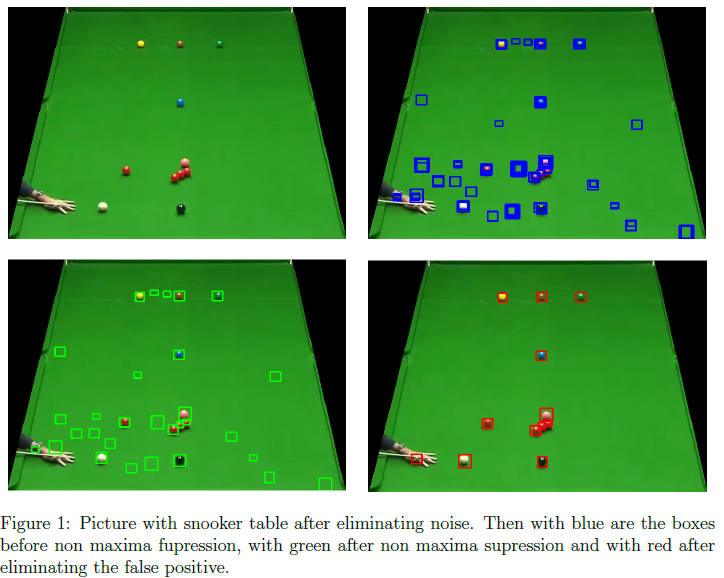 Figure 1: Picture with snooker table after eliminating noise. Then with blue are the boxes
before non maxima fupression, with green after non maxima supression and with red after
eliminating the false positive.